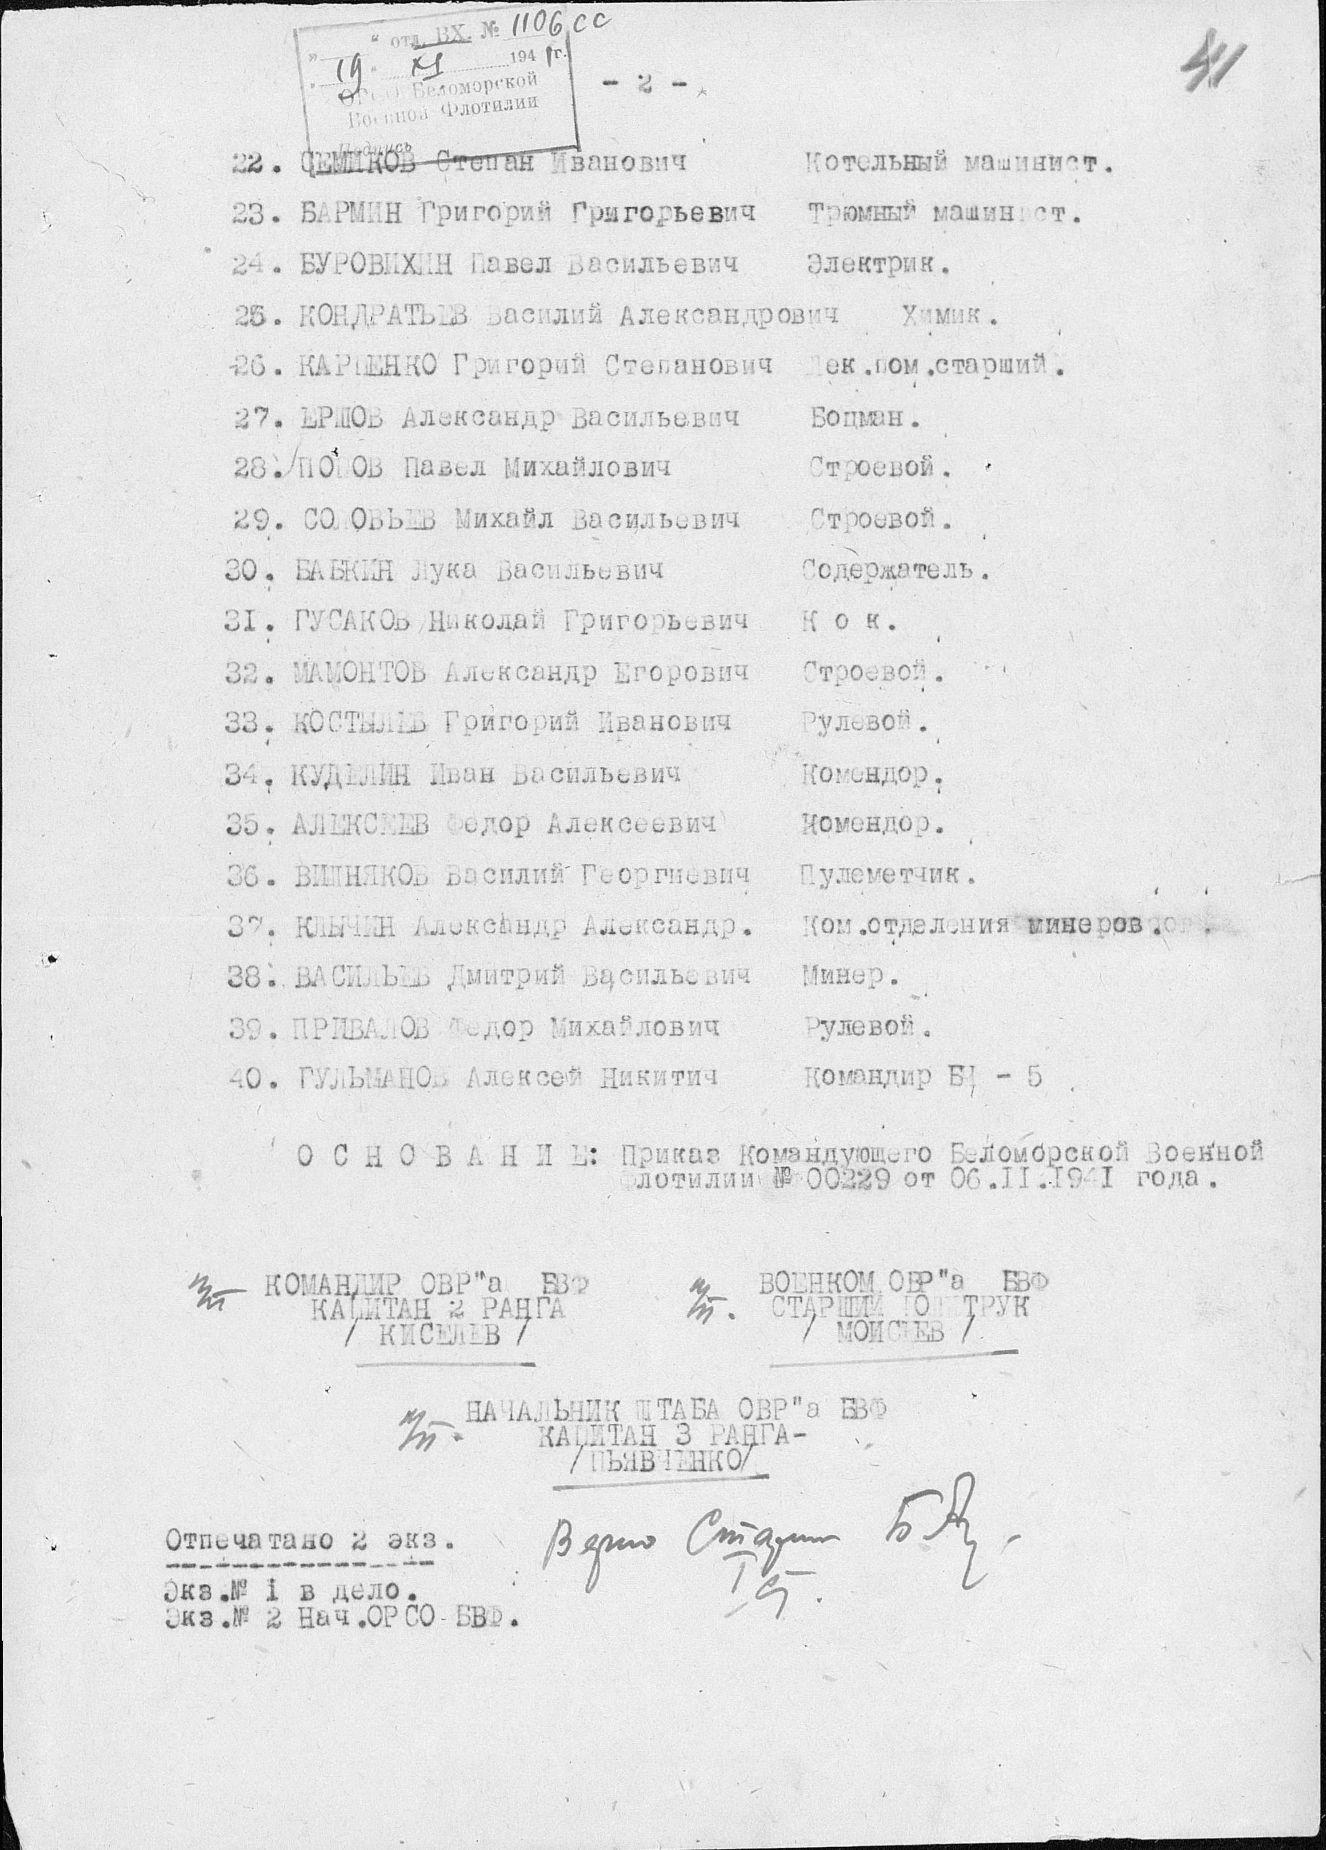 " " отд. ВХ. № 1106 сс
" 19 " XI 1941 г.
ОРСО Беломорской
Военной Флотилии
Подпись
- 2 -
41
22. СЕМИКОВ Степан Иванович Котельный машинист.
23. БАРМИН Григорий Григорьевич Трюмный машинист.
24. БУРОВИХИН Павел Васильевич Электрик.
25. КОНДРАТЬЕВ Василий Александрович Химик.
26. КАРПЕНКО Григорий Степанович Лек.пом.старший.
27. ЕРШОВ Александр Васильевич Боцман.
28. ПОПОВ Павел Михайлович Строевой.
29. СОЛОВЬЕВ Михайл Васильевич Строевой.
30. БАБКИН Лука Васильевич Содержатель.
31. ГУСАКОВ Николай Григорьевич К о к.
32. МАМОНТОВ Александр Егорович Строевой.
33. КОСТЫЛЕВ Григорий Иванович Рулевой.
34. КУДЕЛИН Иван Васильевич Комендор.
35. АЛЕКСЕЕВ Федор Алексеевич Комендор.
36. ВИШНЯКОВ Василий Георгиевич Пулеметчик.
37. КЛЫЧИН Александр Александр. Ком.отделения минеров.
38. ВАСИЛЬЕВ Дмитрий Васильевич Минер.
39. ПРИВАЛОВ Федор Михайлович Рулевой.
40. ГУЛЬМАНОВ Алексей Никитич Командир БЧ - 5
О С Н О В А Н И Е: Приказ Командующего Беломорской Военной
Флотилии № 00229 от 06.II.1941 года.
п/п КОМАНДИР ОВР"а БВФ
КАПИТАН 2 РАНГА
/ КИСЕЛЕВ /
п/п. ВОЕНКОМ ОВР"а БВФ
СТАРШИЙ ПОЛИТРУК
/ МОИСЕЕВ /
п/п. НАЧАЛЬНИК ШТАБА ОВР"а БВФ
КАПИТАН 3 РАНГА-
/ПЬЯВЧЕНКО/
Верно
Отпечатано 2 экз.
Экз.№ 1 в дело.
Экз.№ 2 Нач.ОРСО БВФ.